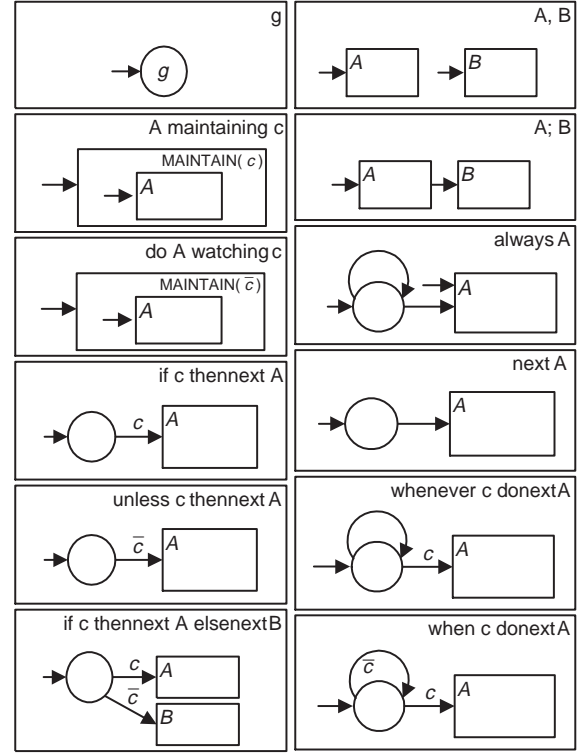 g
g
A maintaining c
MAINTAIN( c )
A
do A watching c
MAINTAIN( c̅ )
A
if c thennext A
c
A
unless c thennext A
c̅
A
if c thennext A elsenext B
c
A
c̅
B
A, B
A
B
A; B
A
B
always A
A
next A
A
whenever c donext A
c
A
when c donext A
c̅
c
A